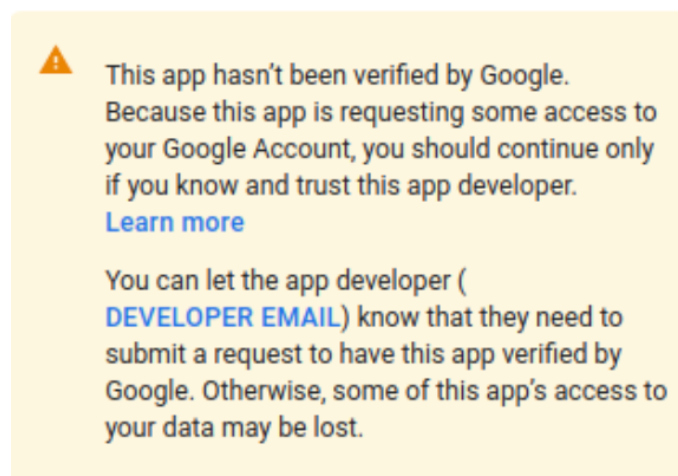 This app hasn't been verified by Google.
Because this app is requesting some access to
your Google Account, you should continue only
if you know and trust this app developer.
Learn more
You can let the app developer (
DEVELOPER EMAIL) know that they need to
submit a request to have this app verified by
Google. Otherwise, some of this app's access to
your data may be lost.